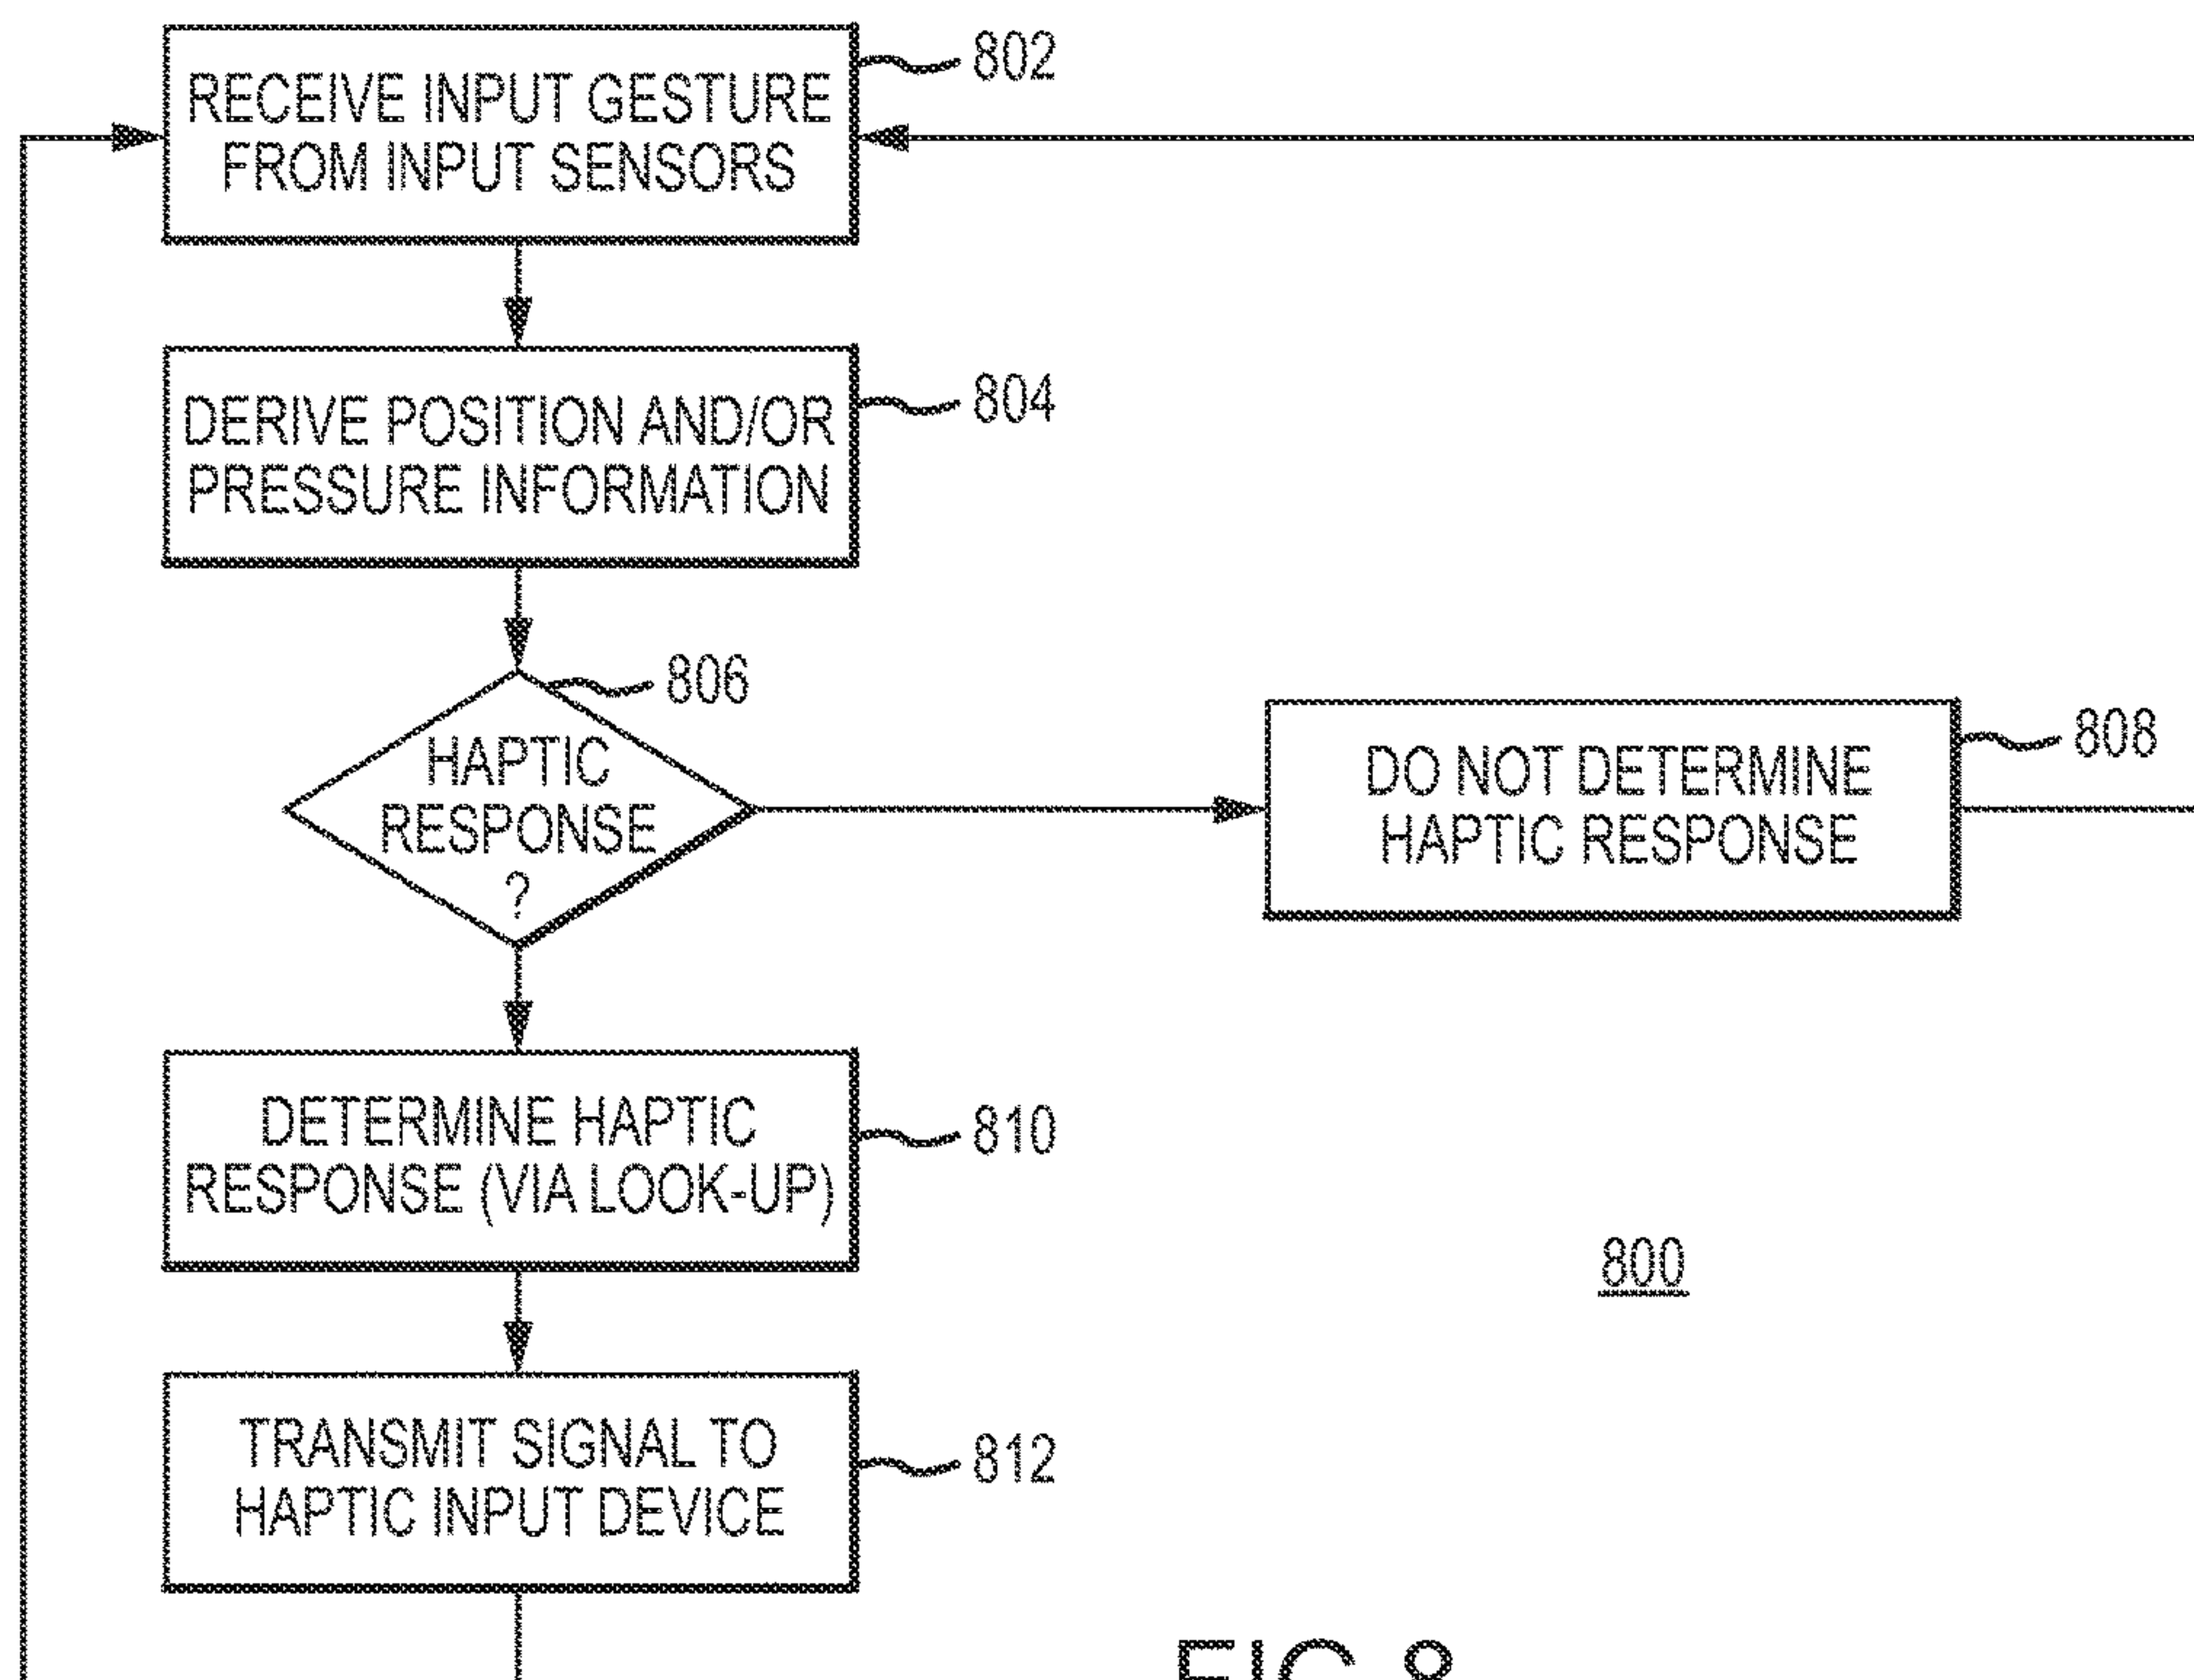 RECEIVE INPUT GESTURE
FROM INPUT SENSORS
802
DERIVE POSITION AND/OR
PRESSURE INFORMATION
804
806
HAPTIC
RESPONSE
?
DO NOT DETERMINE
HAPTIC RESPONSE
808
DETERMINE HAPTIC
RESPONSE (VIA LOOK-UP)
810
800
TRANSMIT SIGNAL TO
HAPTIC INPUT DEVICE
812
FIG.8